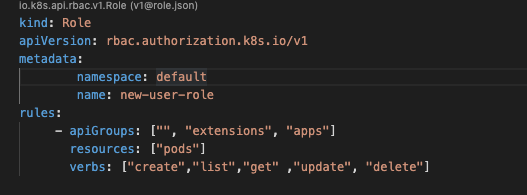 io.k8s.api.rbac.v1.Role (v1@role.json)
kind: Role
apiVersion: rbac.authorization.k8s.io/v1
metadata:
        namespace: default
        name: new-user-role
rules:
     - apiGroups: ["", "extensions", "apps"]
       resources: ["pods"]
       verbs: ["create","list","get" ,"update", "delete"]